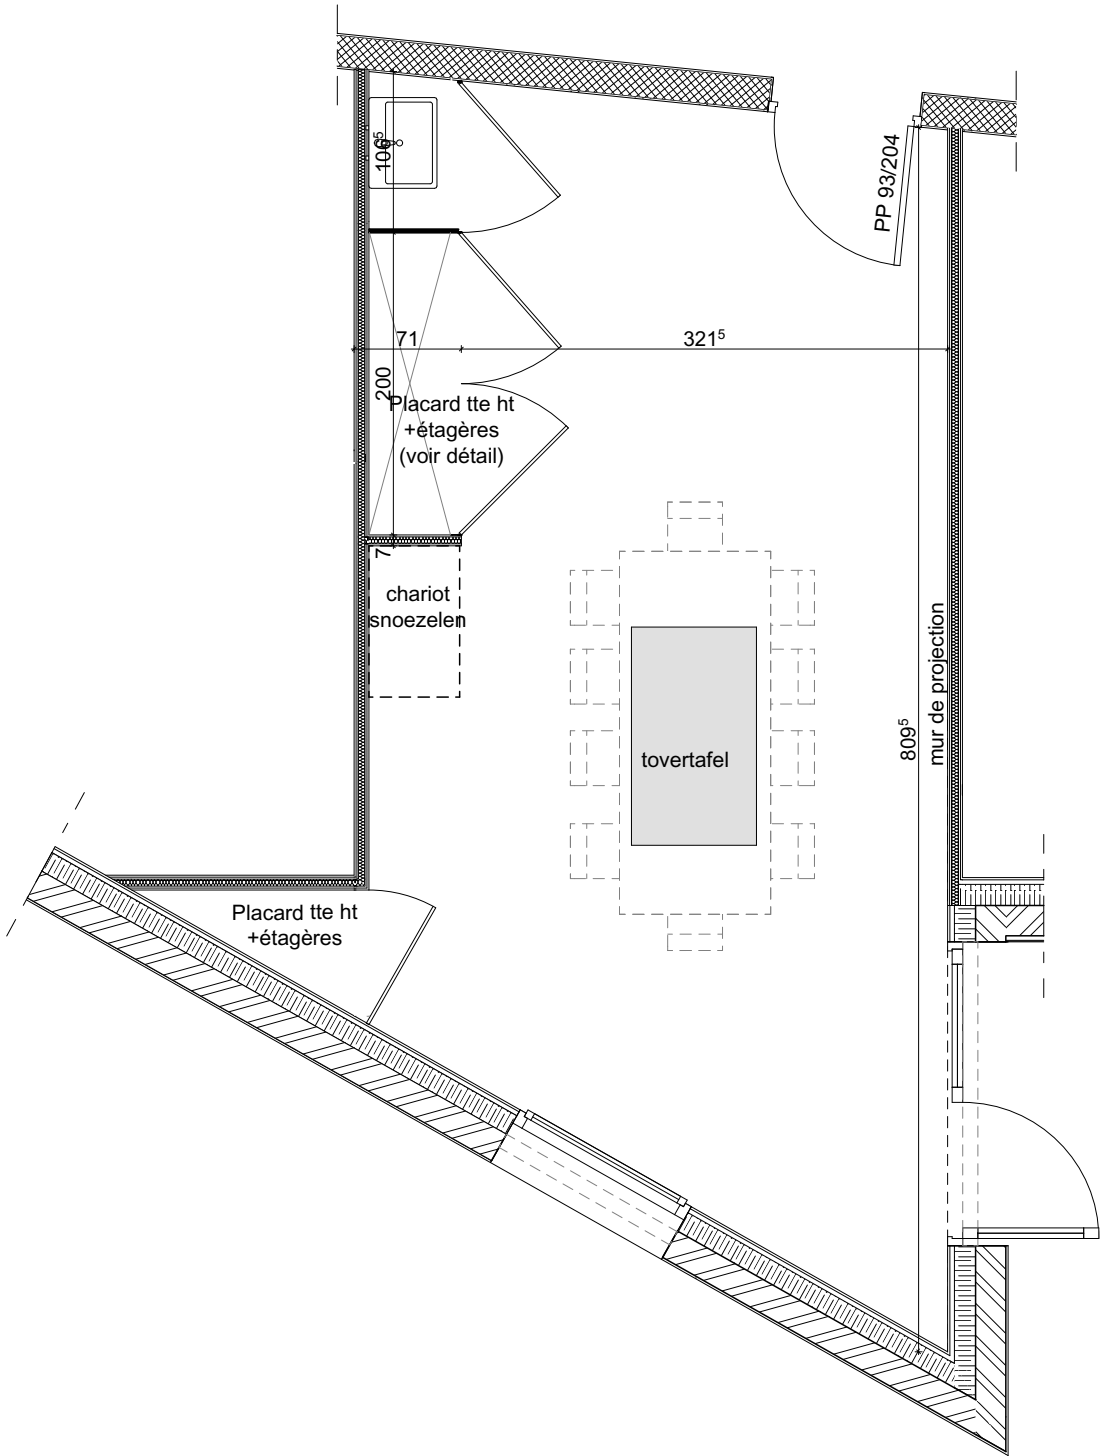 106⁵
PP 93/204
71
321⁵
200
Placard tte ht
+étagères
(voir détail)
7
chariot
snoezelen
mur de projection
809⁵
tovertafel
Placard tte ht
+étagères